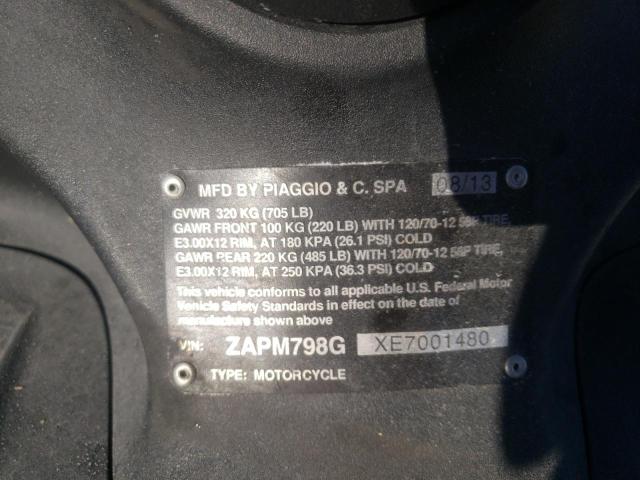 MFD BY PIAGGIO & C. SPA 08/13
GVWR 320 KG (705 LB)
GAWR FRONT 100 KG (220 LB) WITH 120/70-12 58P TIRE,
E3.00X12 RIM, AT 180 KPA (26.1 PSI) COLD
GAWR REAR 220 KG (485 LB) WITH 120/70-12 58P TIRE,
E3.00X12 RIM, AT 250 KPA (36.3 PSI) COLD
This vehicle conforms to all applicable U.S. Federal Motor
Vehicle Safety Standards in effect on the date of
manufacture shown above
VIN: ZAPM798G XE7001480
TYPE: MOTORCYCLE